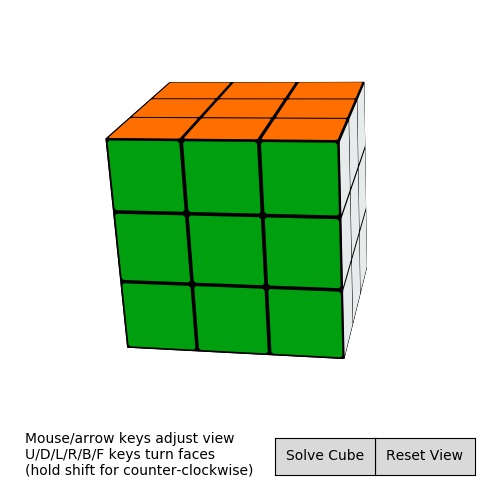 Mouse/arrow keys adjust view
U/D/L/R/B/F keys turn faces
(hold shift for counter-clockwise)
Solve Cube
Reset View